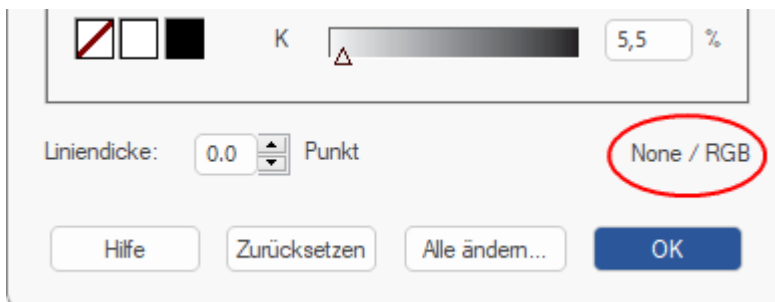 K 5,5 %
Liniendicke: 0.0 Punkt None / RGB
Hilfe Zurücksetzen Alle ändern... OK